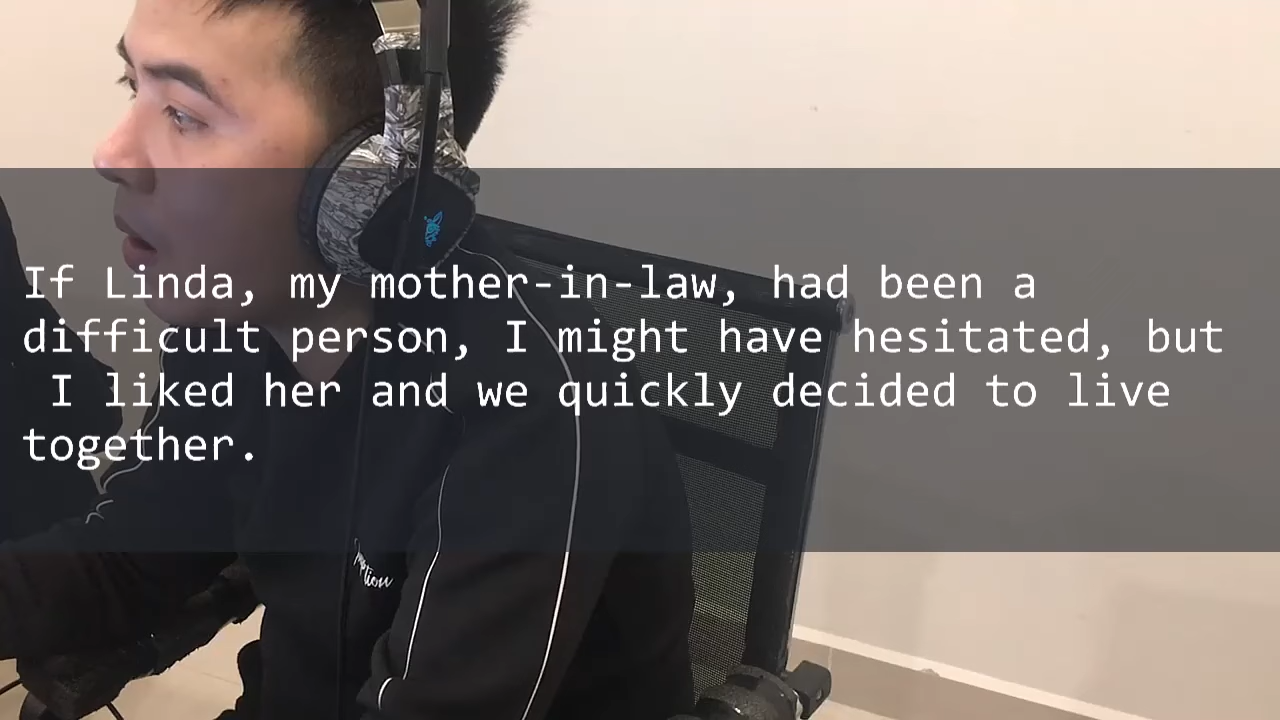 If Linda, my mother-in-law, had been a
difficult person, I might have hesitated, but
I liked her and we quickly decided to live
together.